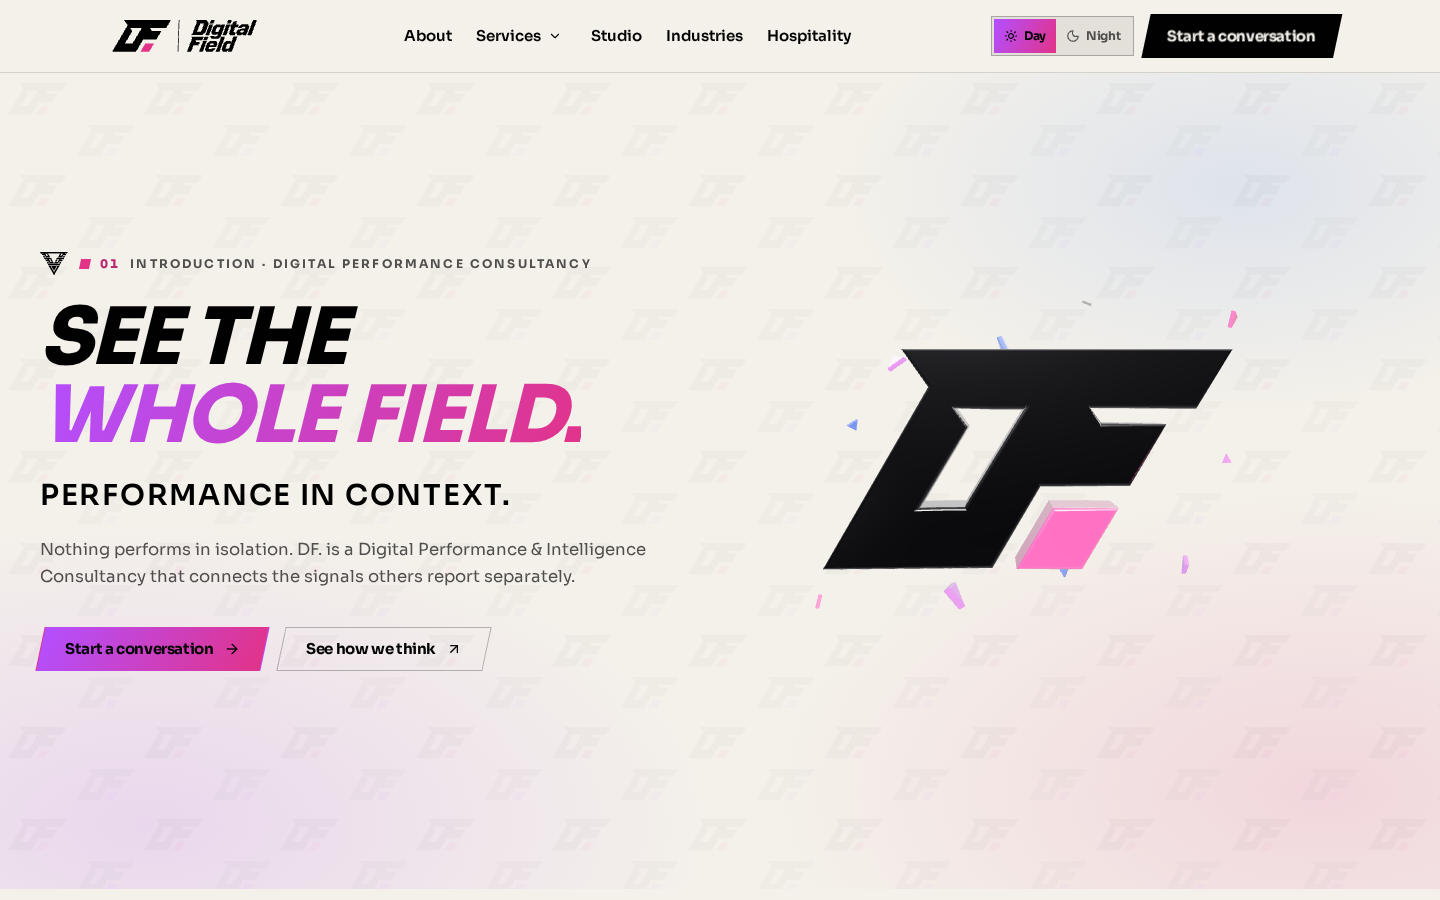 DF. Digital
Field
About
Services
Studio
Industries
Hospitality
Day
Night
Start a conversation
01 INTRODUCTION · DIGITAL PERFORMANCE CONSULTANCY
SEE THE
WHOLE FIELD.
PERFORMANCE IN CONTEXT.
Nothing performs in isolation. DF. is a Digital Performance & Intelligence
Consultancy that connects the signals others report separately.
Start a conversation
See how we think
DF.